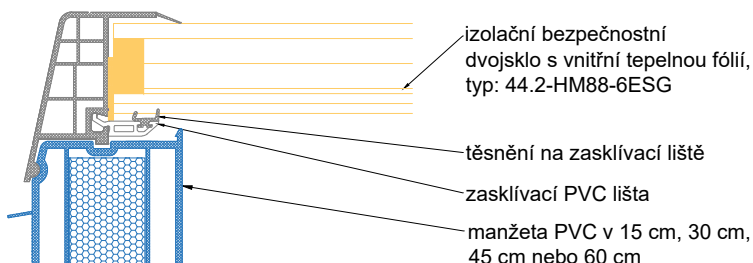 izolační bezpečnostní
dvojsklo s vnitřní tepelnou fólií,
typ: 44.2-HM88-6ESG
těsnění na zasklívací liště
zasklívací PVC lišta
manžeta PVC v 15 cm, 30 cm,
45 cm nebo 60 cm